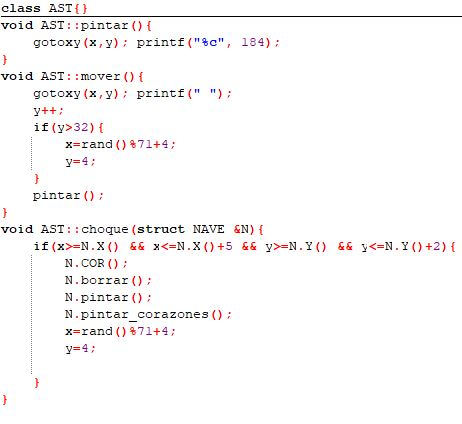 class AST{}
void AST::pintar(){
    gotoxy(x,y); printf("%c", 184);
}
void AST::mover(){
    gotoxy(x,y); printf(" ");
    y++;
    if(y>32){
        x=rand()%71+4;
        y=4;
    }
    pintar();
}
void AST::choque(struct NAVE &N){
    if(x>=N.X() && x<=N.X()+5 && y>=N.Y() && y<=N.Y()+2){
        N.COR();
        N.borrar();
        N.pintar();
        N.pintar_corazones();
        x=rand()%71+4;
        y=4;
    }
}